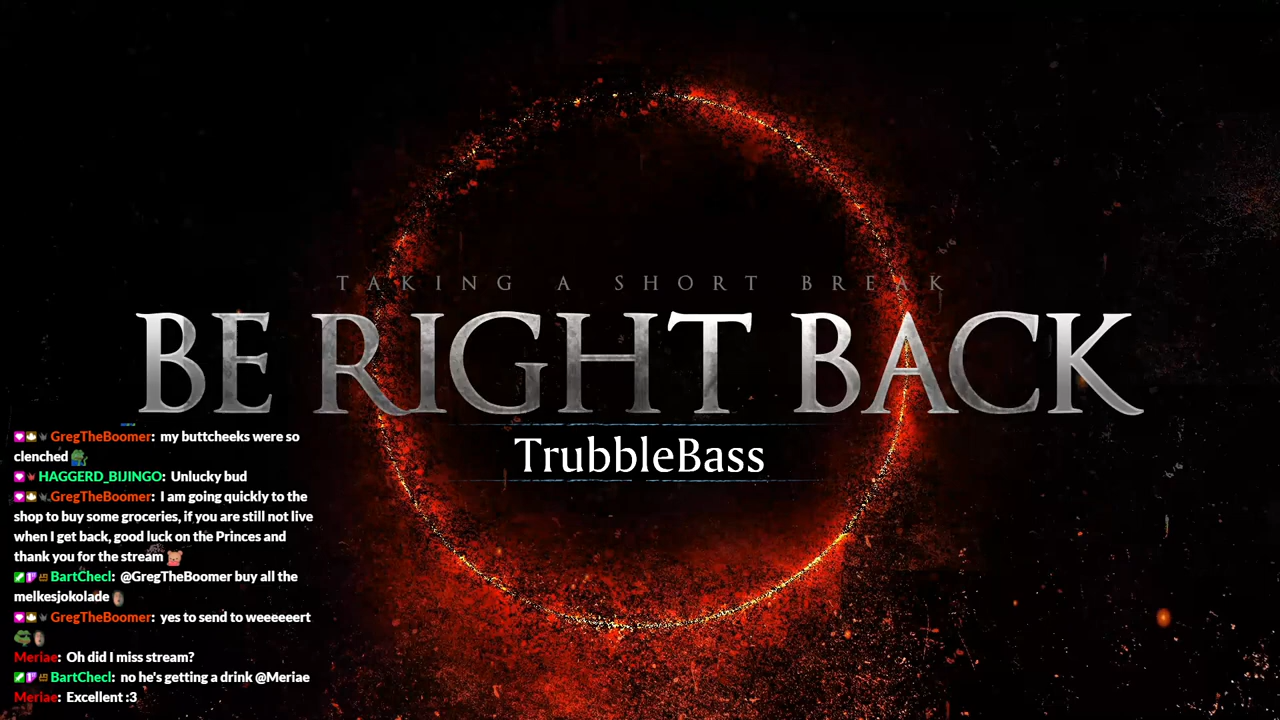 TAKING A SHORT BREAK
BE RIGHT BACK
TrubbleBass
GregTheBoomer: my buttcheeks were so
clenched
HAGGERD_BIJINGO: Unlucky bud
GregTheBoomer: I am going quickly to the
shop to buy some groceries, if you are still not live
when I get back, good luck on the Princes and
thank you for the stream
BartChecl: @GregTheBoomer buy all the
melkesjokolade
GregTheBoomer: yes to send to weeeeeert
Meriae: Oh did I miss stream?
BartChecl: no he's getting a drink @Meriae
Meriae: Excellent :3